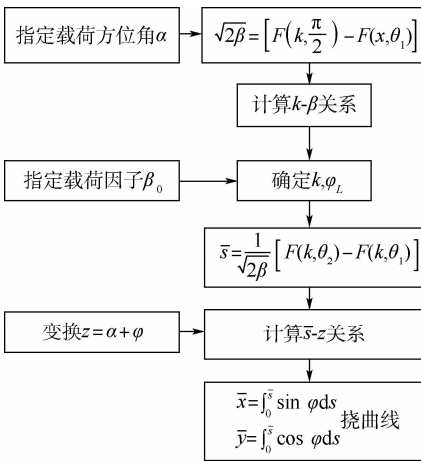 指定载荷方位角α
√2β=[F(k,π/2)-F(x,θ₁)]
计算k-β关系
指定载荷因子β₀
确定k,φ_L
s̅=1/√2β[F(k,θ₂)-F(k,θ₁)]
变换z=α+φ
计算s̅-z关系
x̅=∫₀^s̅ sin φds
y̅=∫₀^s̅ cos φds
挠曲线